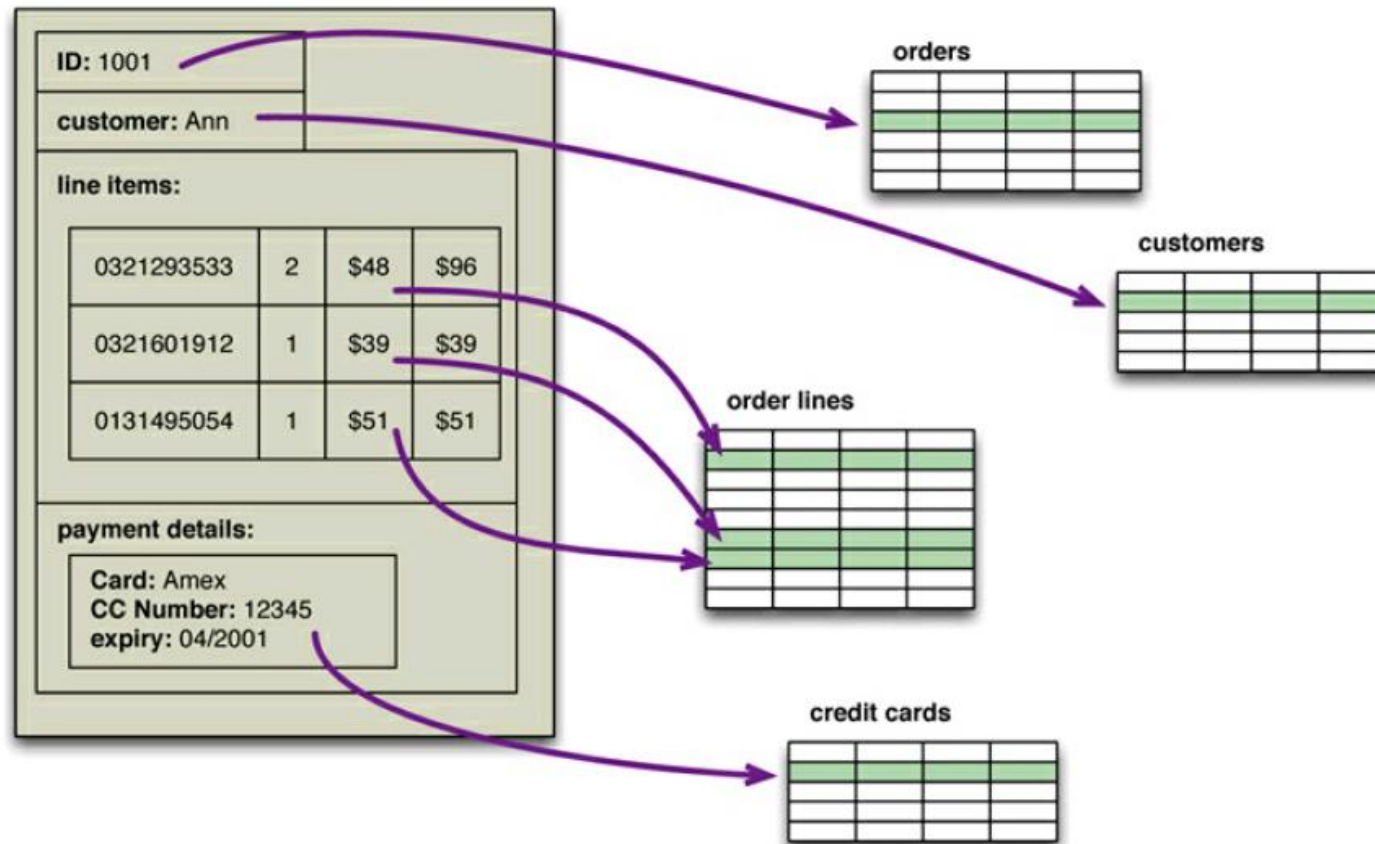 ID: 1001
customer: Ann
line items:
0321293533 2 $48 $96
0321601912 1 $39 $39
0131495054 1 $51 $51
payment details:
Card: Amex
CC Number: 12345
expiry: 04/2001
orders
customers
order lines
credit cards